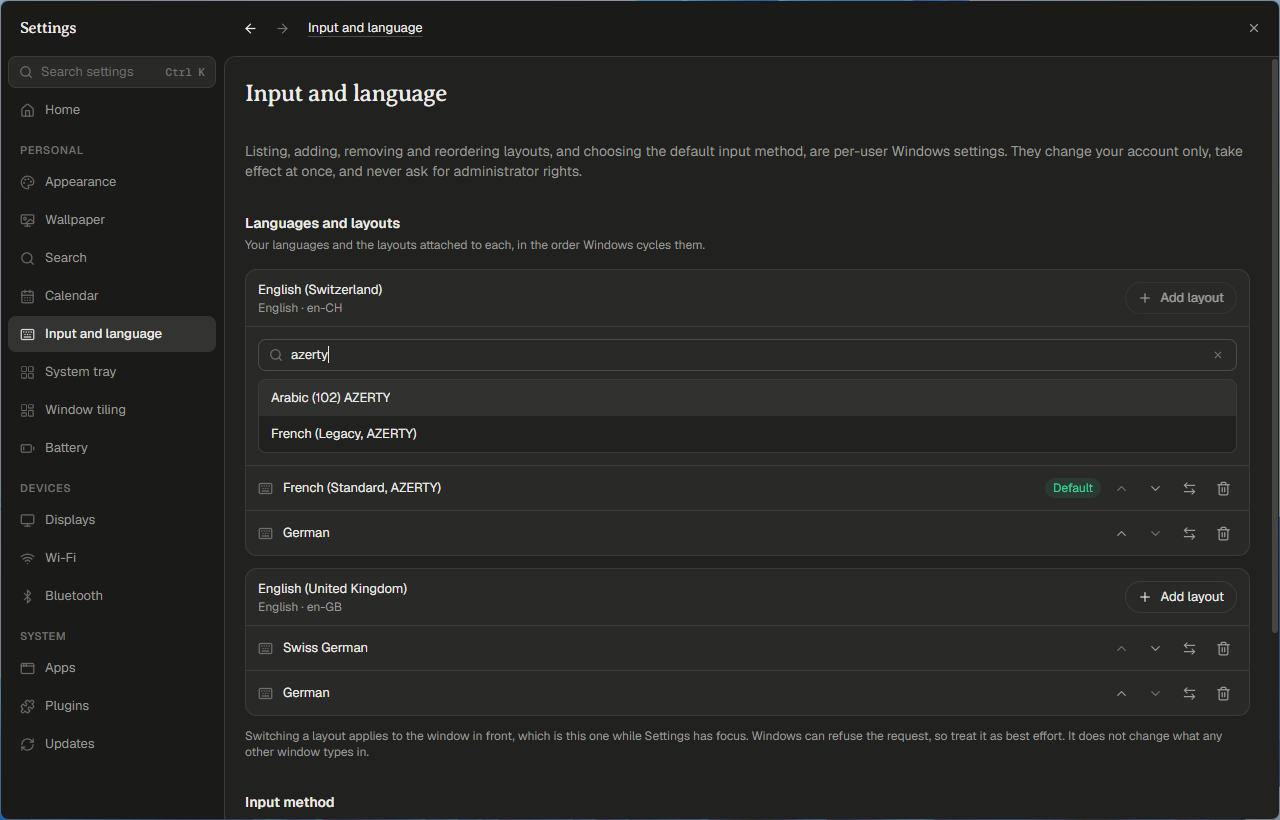 Settings
Input and language
Search settings
Ctrl K
Home
PERSONAL
Appearance
Wallpaper
Search
Calendar
Input and language
System tray
Window tiling
Battery
DEVICES
Displays
Wi-Fi
Bluetooth
SYSTEM
Apps
Plugins
Updates
Input and language
Listing, adding, removing and reordering layouts, and choosing the default input method, are per-user Windows settings. They change your account only, take
effect at once, and never ask for administrator rights.
Languages and layouts
Your languages and the layouts attached to each, in the order Windows cycles them.
English (Switzerland)
English · en-CH
Add layout
azerty
Arabic (102) AZERTY
French (Legacy, AZERTY)
French (Standard, AZERTY)
Default
German
English (United Kingdom)
English · en-GB
Add layout
Swiss German
German
Switching a layout applies to the window in front, which is this one while Settings has focus. Windows can refuse the request, so treat it as best effort. It does not change what any
other window types in.
Input method